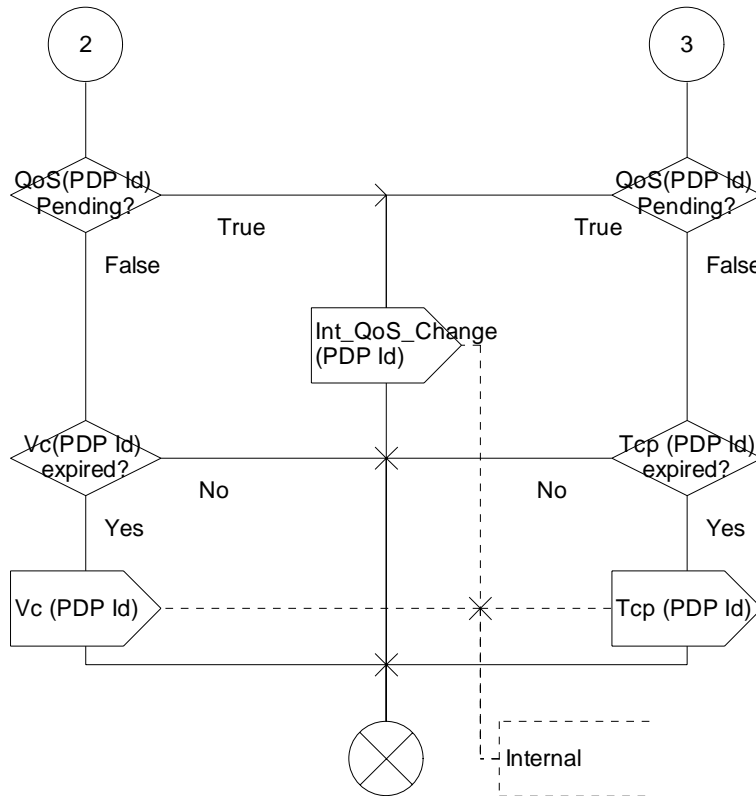 2
3
QoS(PDP Id)
Pending?
QoS(PDP Id)
Pending?
True
True
False
False
Int_QoS_Change
(PDP Id)
Vc(PDP Id)
expired?
Tcp (PDP Id)
expired?
No
No
Yes
Yes
Vc (PDP Id)
Tcp (PDP Id)
Internal